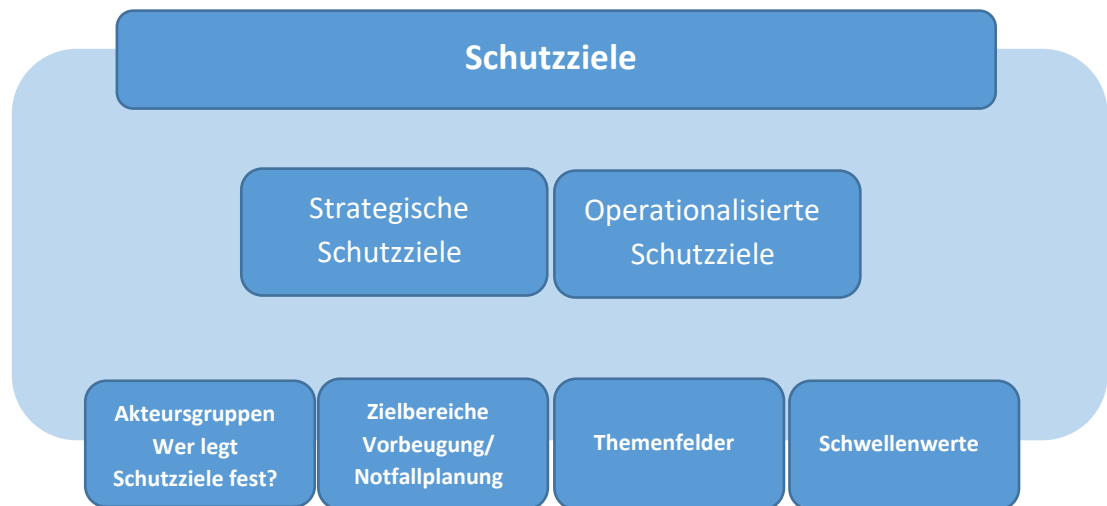 Schutzziele
Strategische
Schutzziele
Operationalisierte
Schutzziele
Akteursgruppen
Wer legt
Schutzziele fest?
Zielbereiche
Vorbeugung/
Notfallplanung
Themenfelder
Schwellenwerte